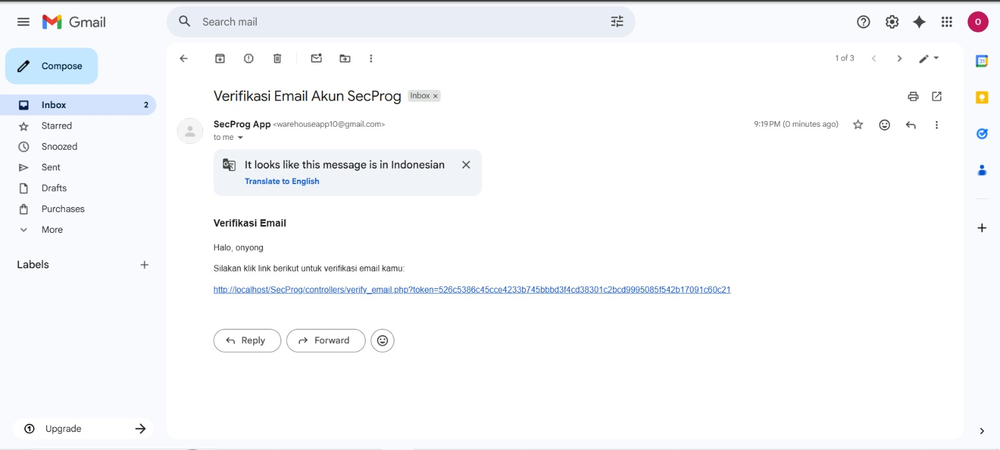 Gmail
Search mail
O
Compose
1 of 3
31
Inbox 2
Starred
Snoozed
Sent
Drafts
Purchases
More
Labels
Upgrade
Verifikasi Email Akun SecProg Inbox ×
SecProg App <warehouseapp10@gmail.com> 9:19 PM (0 minutes ago)
to me
It looks like this message is in Indonesian
Translate to English
Verifikasi Email
Halo, onyong
Silakan klik link berikut untuk verifikasi email kamu:
http://localhost/SecProg/controllers/verify_email.php?token=526c5386c45cce4233b745bbbd3f4cd38301c2bcd9995085f542b17091c60c21
Reply
Forward